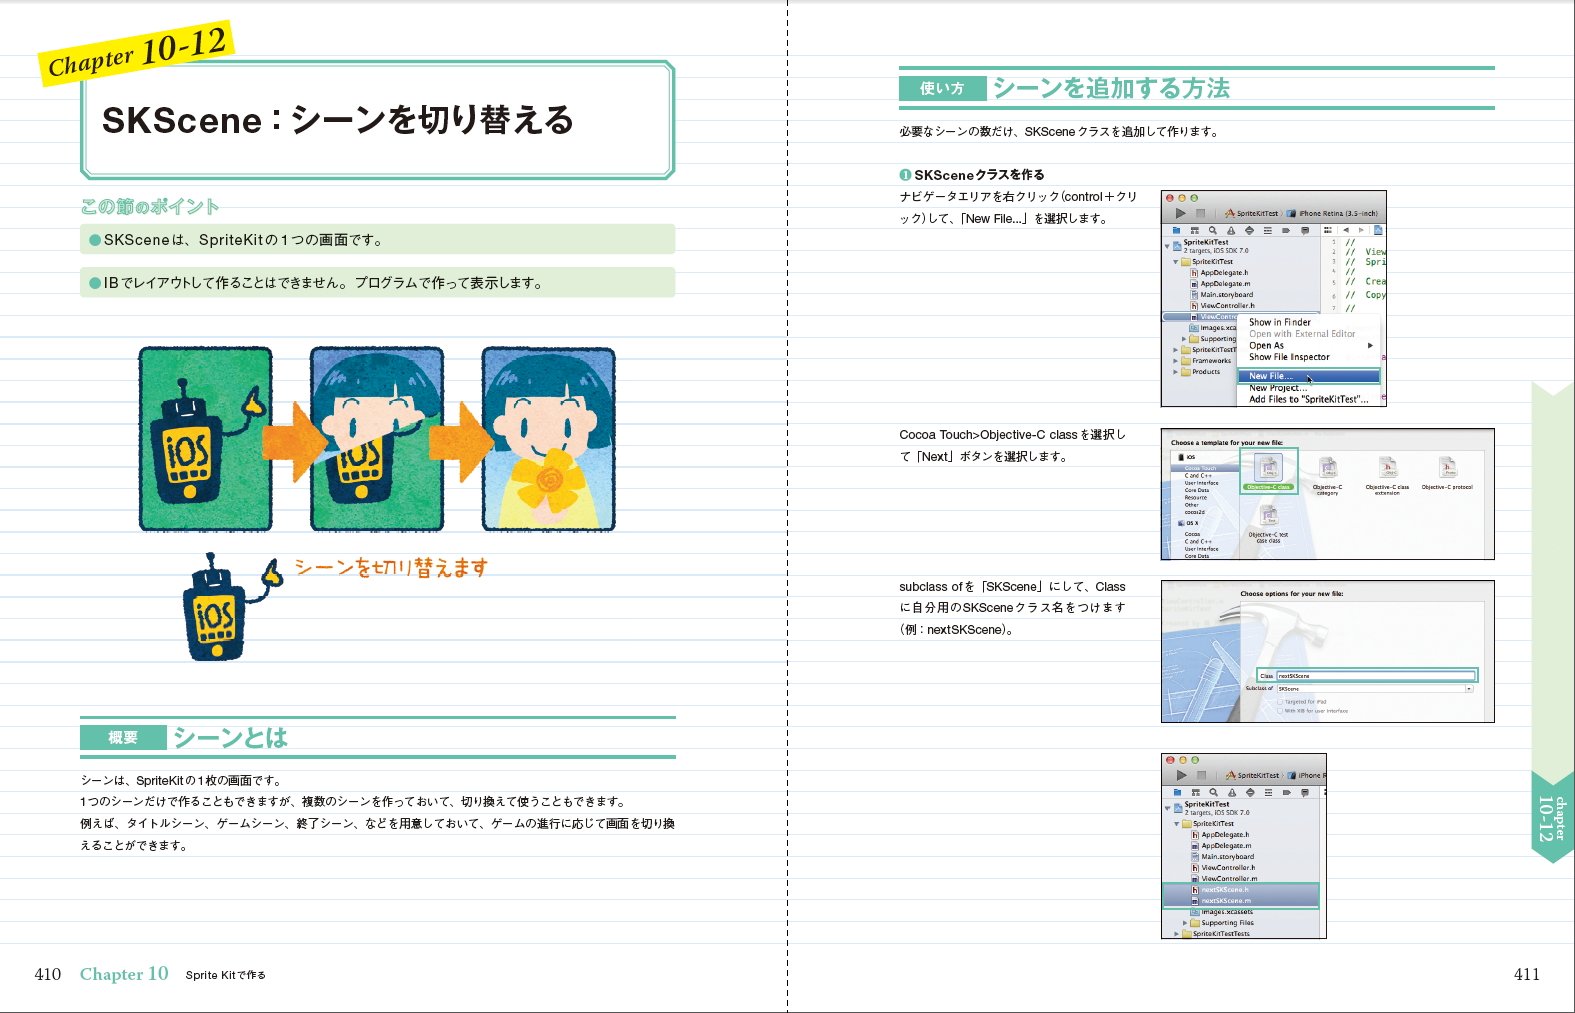 Chapter 10-12
SKScene：シーンを切り替える
この節のポイント
●SKSceneは、SpriteKitの1つの画面です。
●IBでレイアウトして作ることはできません。プログラムで作って表示します。
iOS
iOS
シーンを切り替えます
iOS
概要 シーンとは
シーンは、SpriteKitの1枚の画面です。
1つのシーンだけで作ることもできますが、複数のシーンを作っておいて、切り換えて使うこともできます。
例えば、タイトルシーン、ゲームシーン、終了シーン、などを用意しておいて、ゲームの進行に応じて画面を切り換
えることができます。
410 Chapter 10 Sprite Kitで作る
使い方 シーンを追加する方法
必要なシーンの数だけ、SKSceneクラスを追加して作ります。
❶SKSceneクラスを作る
ナビゲータエリアを右クリック（control＋クリ
ック）して、「New File...」を選択します。
SpriteKitTest iPhone Retina (3.5-inch)
SpriteKitTest
2 targets, iOS SDK 7.0
SpriteKitTest
AppDelegate.h
AppDelegate.m
Main.storyboard
ViewController.h
ViewContro
Images.xca
Supporting
SpriteKitTestT
Frameworks
Products
1 //
2 // View
3 // Spri
4 //
5 // Crea
6 // Copy
7 //
Show in Finder
Open with External Editor
Open As
Show File Inspector
New File...
New Project...
Add Files to "SpriteKitTest"...
Cocoa Touch>Objective-C classを選択し
て「Next」ボタンを選択します。
Choose a template for your new file:
iOS
Cocoa Touch
C and C++
User Interface
Core Data
Resource
Other
cocos2d
OS X
Cocoa
C and C++
User Interface
Core Data
Objective-C class
Objective-C category
Objective-C class extension
Objective-C protocol
Objective-C test case class
subclass ofを「SKScene」にして、Class
に自分用のSKSceneクラス名をつけます
（例：nextSKScene）。
Choose options for your new file:
Class nextSKScene
Subclass of SKScene
Targeted for iPad
With XIB for user interface
SpriteKitTest iPhone R
SpriteKitTest
2 targets, iOS SDK 7.0
SpriteKitTest
AppDelegate.h
AppDelegate.m
Main.storyboard
ViewController.h
ViewController.m
nextSKScene.h
nextSKScene.m
Images.xcassets
Supporting Files
SpriteKitTestTests
chapter
10-12
411